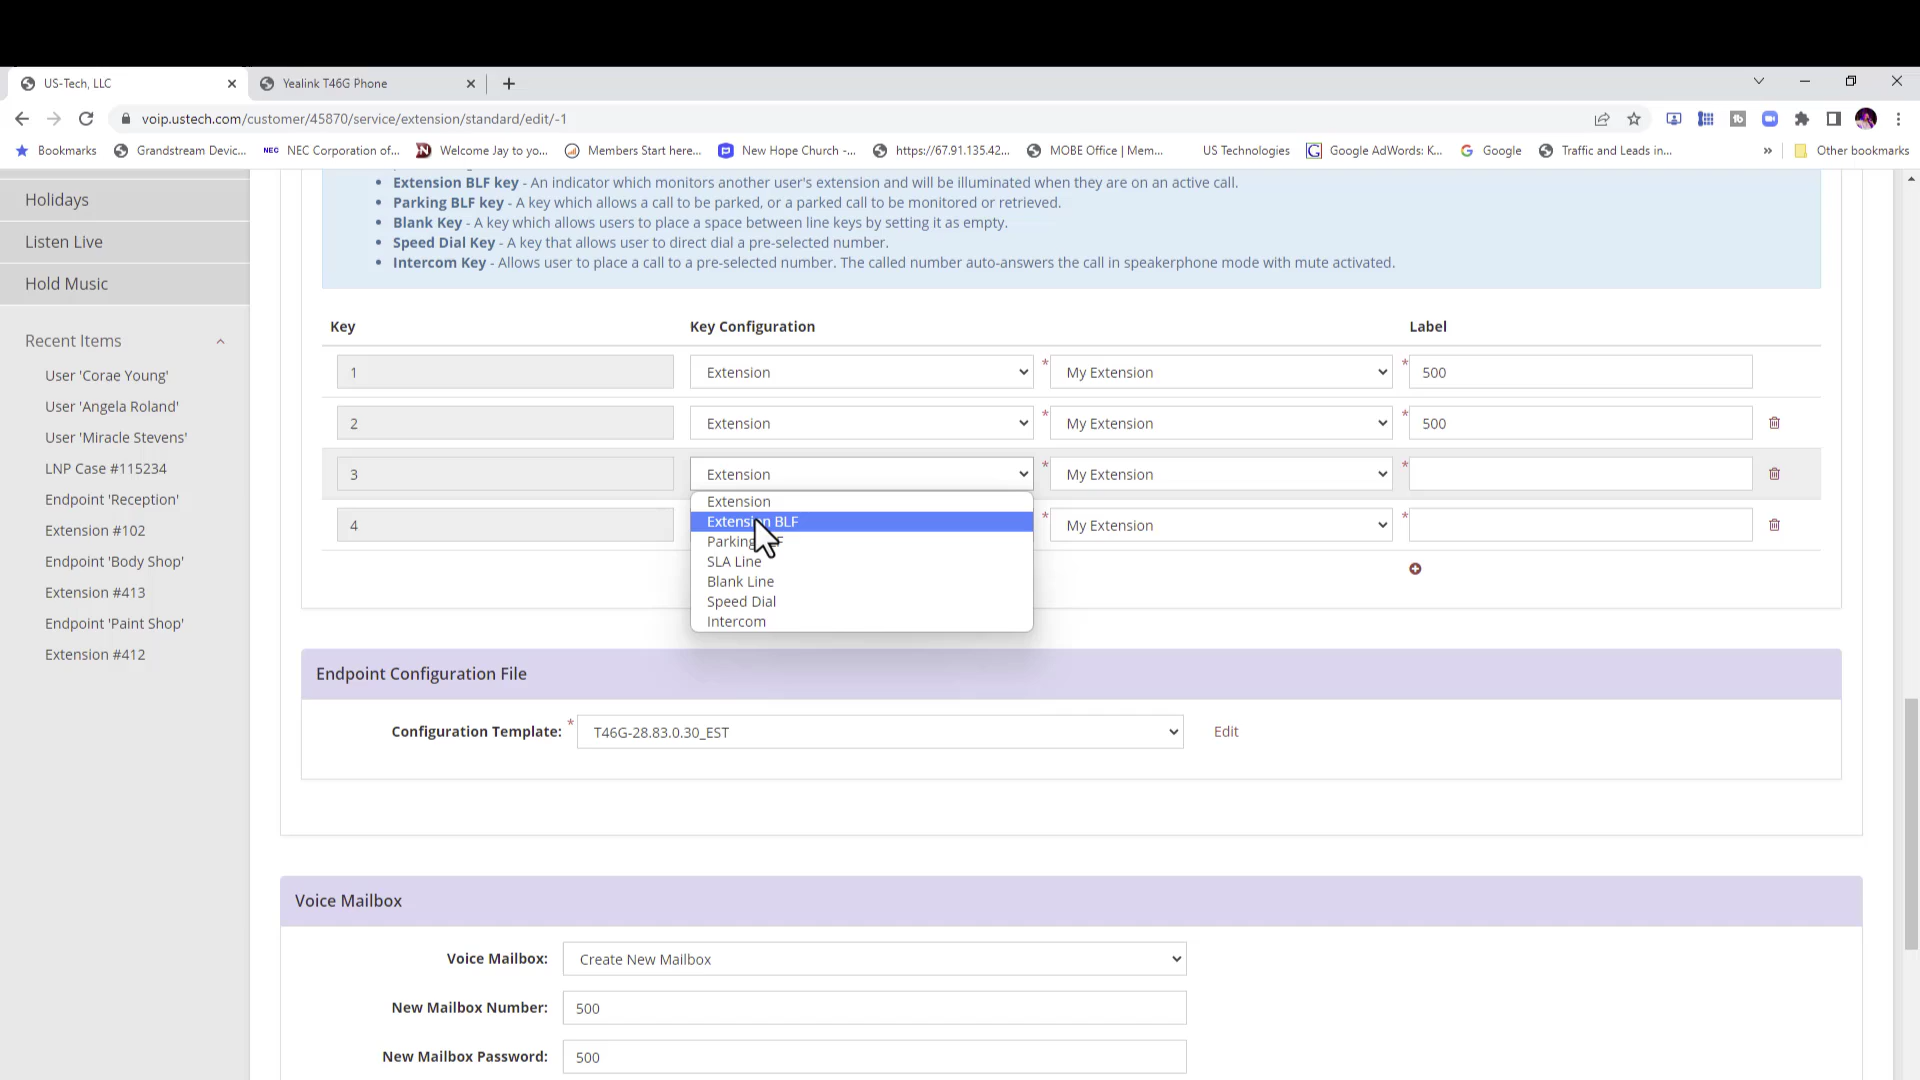 US-Tech, LLC
Yealink T46G Phone
voip.ustech.com/customer/45870/service/extension/standard/edit/-1
Bookmarks
Grandstream Devic...
NEC
NEC Corporation of...
Welcome Jay to yo...
Members Start here...
New Hope Church -...
https://67.91.135.42...
MOBE Office | Mem...
US Technologies
Google AdWords: K...
Google
Traffic and Leads in...
»
Other bookmarks
Holidays
Listen Live
Hold Music
Recent Items
User 'Corae Young'
User 'Angela Roland'
User 'Miracle Stevens'
LNP Case #115234
Endpoint 'Reception'
Extension #102
Endpoint 'Body Shop'
Extension #413
Endpoint 'Paint Shop'
Extension #412
• Extension BLF key - An indicator which monitors another user's extension and will be illuminated when they are on an active call.
• Parking BLF key - A key which allows a call to be parked, or a parked call to be monitored or retrieved.
• Blank Key - A key which allows users to place a space between line keys by setting it as empty.
• Speed Dial Key - A key that allows user to direct dial a pre-selected number.
• Intercom Key - Allows user to place a call to a pre-selected number. The called number auto-answers the call in speakerphone mode with mute activated.
Key Key Configuration Label
1 Extension * My Extension * 500
2 Extension * My Extension * 500
3 Extension * My Extension *
4 * My Extension *
Extension
Extension BLF
Parking
SLA Line
Blank Line
Speed Dial
Intercom
Endpoint Configuration File
Configuration Template: * T46G-28.83.0.30_EST Edit
Voice Mailbox
Voice Mailbox: Create New Mailbox
New Mailbox Number: 500
New Mailbox Password: 500